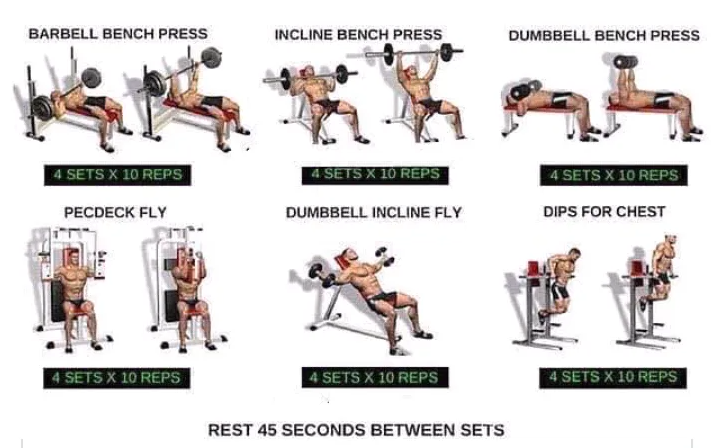 BARBELL BENCH PRESS
INCLINE BENCH PRESS
DUMBBELL BENCH PRESS
4 SETS X 10 REPS
4 SETS X 10 REPS
4 SETS X 10 REPS
PECDECK FLY
DUMBBELL INCLINE FLY
DIPS FOR CHEST
4 SETS X 10 REPS
4 SETS X 10 REPS
4 SETS X 10 REPS
REST 45 SECONDS BETWEEN SETS